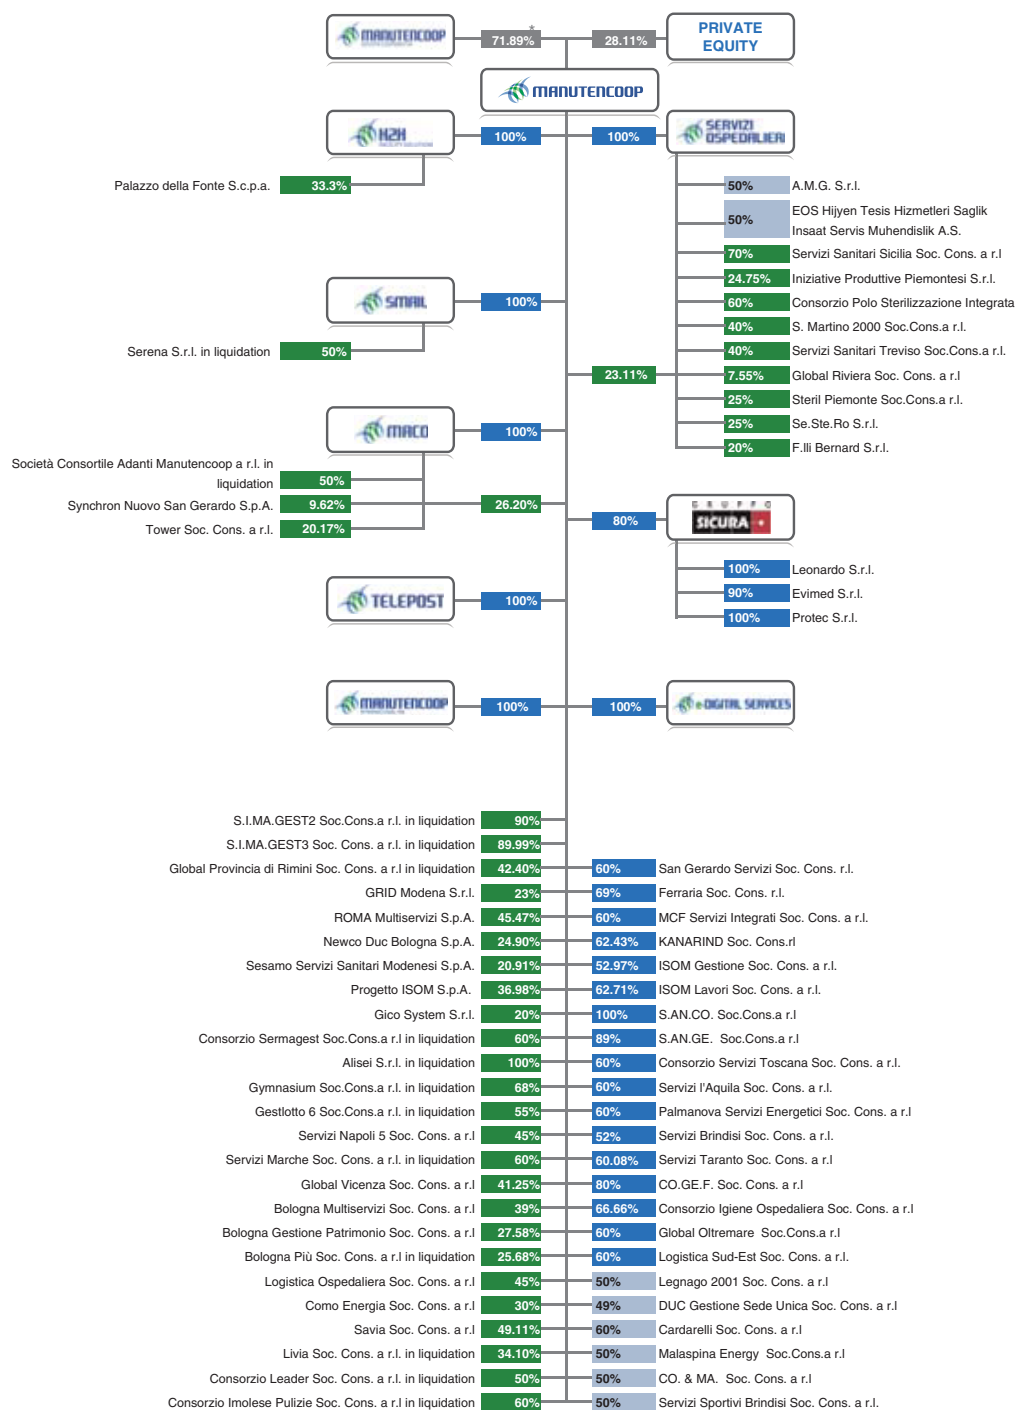 MANUTENCOOP
71.89%
*
28.11%
PRIVATE
EQUITY
MANUTENCOOP
H2H
100%
100%
SERVIZI
OSPEDALIERI
Palazzo della Fonte S.c.p.a.
33.3%
50%
A.M.G. S.r.l.
50%
EOS Hijyen Tesis Hizmetleri Saglik
Insaat Servis Muhendislik A.S.
70%
Servizi Sanitari Sicilia Soc. Cons. a r.l
24.75%
Iniziative Produttive Piemontesi S.r.l.
SMAIL
100%
60%
Consorzio Polo Sterilizzazione Integrata
40%
S. Martino 2000 Soc.Cons.a r.l.
Serena S.r.l. in liquidation
50%
40%
Servizi Sanitari Treviso Soc.Cons.a r.l.
23.11%
7.55%
Global Riviera Soc. Cons. a r.l
25%
Steril Piemonte Soc.Cons.a r.l.
MACO
100%
25%
Se.Ste.Ro S.r.l.
20%
F.lli Bernard S.r.l.
Società Consortile Adanti Manutencoop a r.l. in
liquidation
50%
Synchron Nuovo San Gerardo S.p.A.
9.62%
26.20%
Tower Soc. Cons. a r.l.
20.17%
80%
GRUPPO
SICURA
100%
Leonardo S.r.l.
90%
Evimed S.r.l.
100%
Protec S.r.l.
TELEPOST
100%
MANUTENCOOP
100%
100%
e-DIGITAL SERVICES
S.I.MA.GEST2 Soc.Cons.a r.l. in liquidation
90%
S.I.MA.GEST3 Soc. Cons. a r.l. in liquidation
89.99%
Global Provincia di Rimini Soc. Cons. a r.l in liquidation
42.40%
60%
San Gerardo Servizi Soc. Cons. r.l.
GRID Modena S.r.l.
23%
69%
Ferraria Soc. Cons. r.l.
ROMA Multiservizi S.p.A.
45.47%
60%
MCF Servizi Integrati Soc. Cons. a r.l.
Newco Duc Bologna S.p.A.
24.90%
62.43%
KANARIND Soc. Cons.rl
Sesamo Servizi Sanitari Modenesi S.p.A.
20.91%
52.97%
ISOM Gestione Soc. Cons. a r.l.
Progetto ISOM S.p.A.
36.98%
62.71%
ISOM Lavori Soc. Cons. a r.l.
Gico System S.r.l.
20%
100%
S.AN.CO. Soc.Cons.a r.l
Consorzio Sermagest Soc.Cons.a r.l in liquidation
60%
89%
S.AN.GE. Soc.Cons.a r.l
Alisei S.r.l. in liquidation
100%
60%
Consorzio Servizi Toscana Soc. Cons. a r.l.
Gymnasium Soc.Cons.a r.l. in liquidation
68%
60%
Servizi l'Aquila Soc. Cons. a r.l.
Gestlotto 6 Soc.Cons.a r.l. in liquidation
55%
60%
Palmanova Servizi Energetici Soc. Cons. a r.l
Servizi Napoli 5 Soc. Cons. a r.l
45%
52%
Servizi Brindisi Soc. Cons. a r.l.
Servizi Marche Soc. Cons. a r.l. in liquidation
60%
60.08%
Servizi Taranto Soc. Cons. a r.l
Global Vicenza Soc. Cons. a r.l
41.25%
80%
CO.GE.F. Soc. Cons. a r.l
Bologna Multiservizi Soc. Cons. a r.l
39%
66.66%
Consorzio Igiene Ospedaliera Soc. Cons. a r.l
Bologna Gestione Patrimonio Soc. Cons. a r.l
27.58%
60%
Global Oltremare Soc.Cons.a r.l
Bologna Più Soc. Cons. a r.l in liquidation
25.68%
60%
Logistica Sud-Est Soc. Cons. a r.l.
Logistica Ospedaliera Soc. Cons. a r.l
45%
50%
Legnago 2001 Soc. Cons. a r.l
Como Energia Soc. Cons. a r.l
30%
49%
DUC Gestione Sede Unica Soc. Cons. a r.l
Savia Soc. Cons. a r.l
49.11%
60%
Cardarelli Soc. Cons. a r.l
Livia Soc. Cons. a r.l. in liquidation
34.10%
50%
Malaspina Energy Soc.Cons.a r.l
Consorzio Leader Soc. Cons. a r.l. in liquidation
50%
50%
CO. & MA. Soc. Cons. a r.l
Consorzio Imolese Pulizie Soc. Cons. a r.l in liquidation
60%
50%
Servizi Sportivi Brindisi Soc. Cons. a r.l.